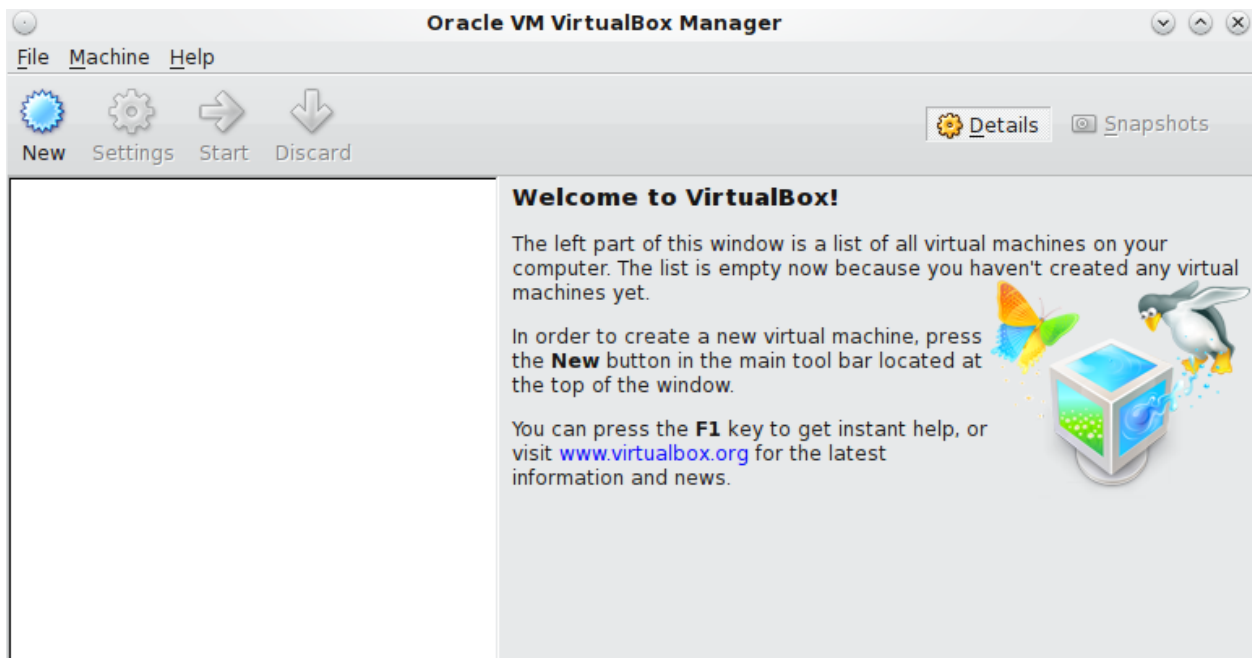 Oracle VM VirtualBox Manager
File Machine Help
New Settings Start Discard
Details Snapshots
Welcome to VirtualBox!
The left part of this window is a list of all virtual machines on your
computer. The list is empty now because you haven't created any virtual
machines yet.
In order to create a new virtual machine, press
the New button in the main tool bar located at
the top of the window.
You can press the F1 key to get instant help, or
visit www.virtualbox.org for the latest
information and news.